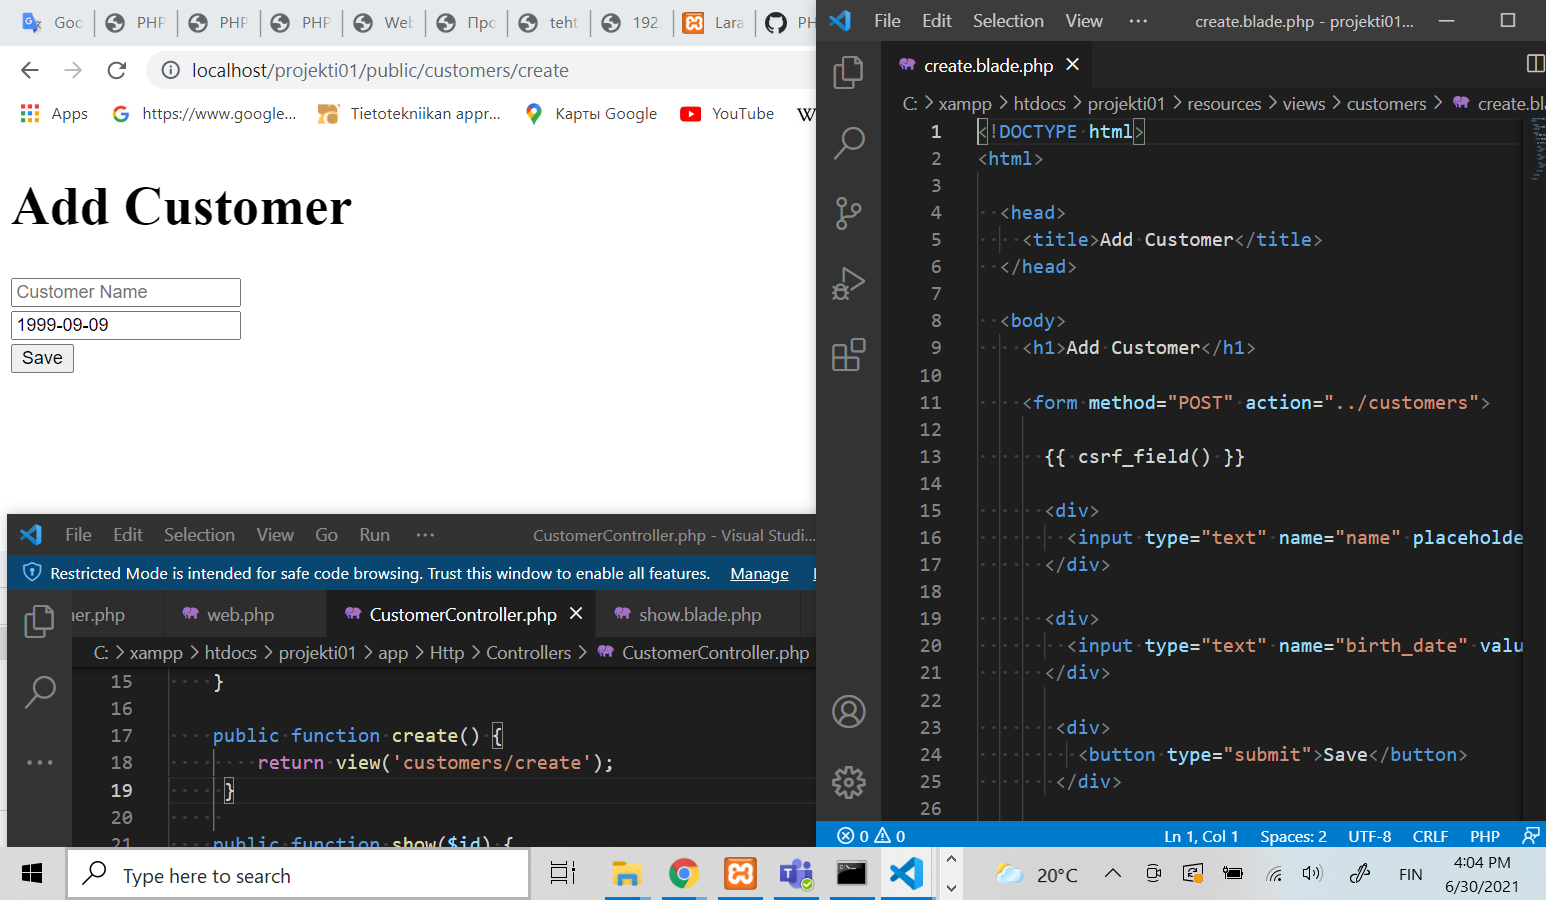 Goo PHP PHP PHP Web Про teht 192. Lara PH
localhost/projekti01/public/customers/create
Apps https://www.google... Tietotekniikan appr... Карты Google YouTube W
Add Customer
Customer Name
1999-09-09
Save
File Edit Selection View Go Run ··· CustomerController.php - Visual Studi...
Restricted Mode is intended for safe code browsing. Trust this window to enable all features. Manage
er.php web.php CustomerController.php show.blade.php
C: > xampp > htdocs > projekti01 > app > Http > Controllers > CustomerController.php
15 }
16
17 public function create() {
18 return view('customers/create');
19 }
20
21 public function show($id) {
File Edit Selection View ··· create.blade.php - projekti01...
create.blade.php
C: > xampp > htdocs > projekti01 > resources > views > customers > create.bl
1 <!DOCTYPE html>
2 <html>
3
4 <head>
5 <title>Add Customer</title>
6 </head>
7
8 <body>
9 <h1>Add Customer</h1>
10
11 <form method="POST" action="../customers">
12
13 {{ csrf_field() }}
14
15 <div>
16 <input type="text" name="name" placeholde
17 </div>
18
19 <div>
20 <input type="text" name="birth_date" valu
21 </div>
22
23 <div>
24 <button type="submit">Save</button>
25 </div>
26
0 0 Ln 1, Col 1 Spaces: 2 UTF-8 CRLF PHP
Type here to search
20°C FIN 4:04 PM
6/30/2021